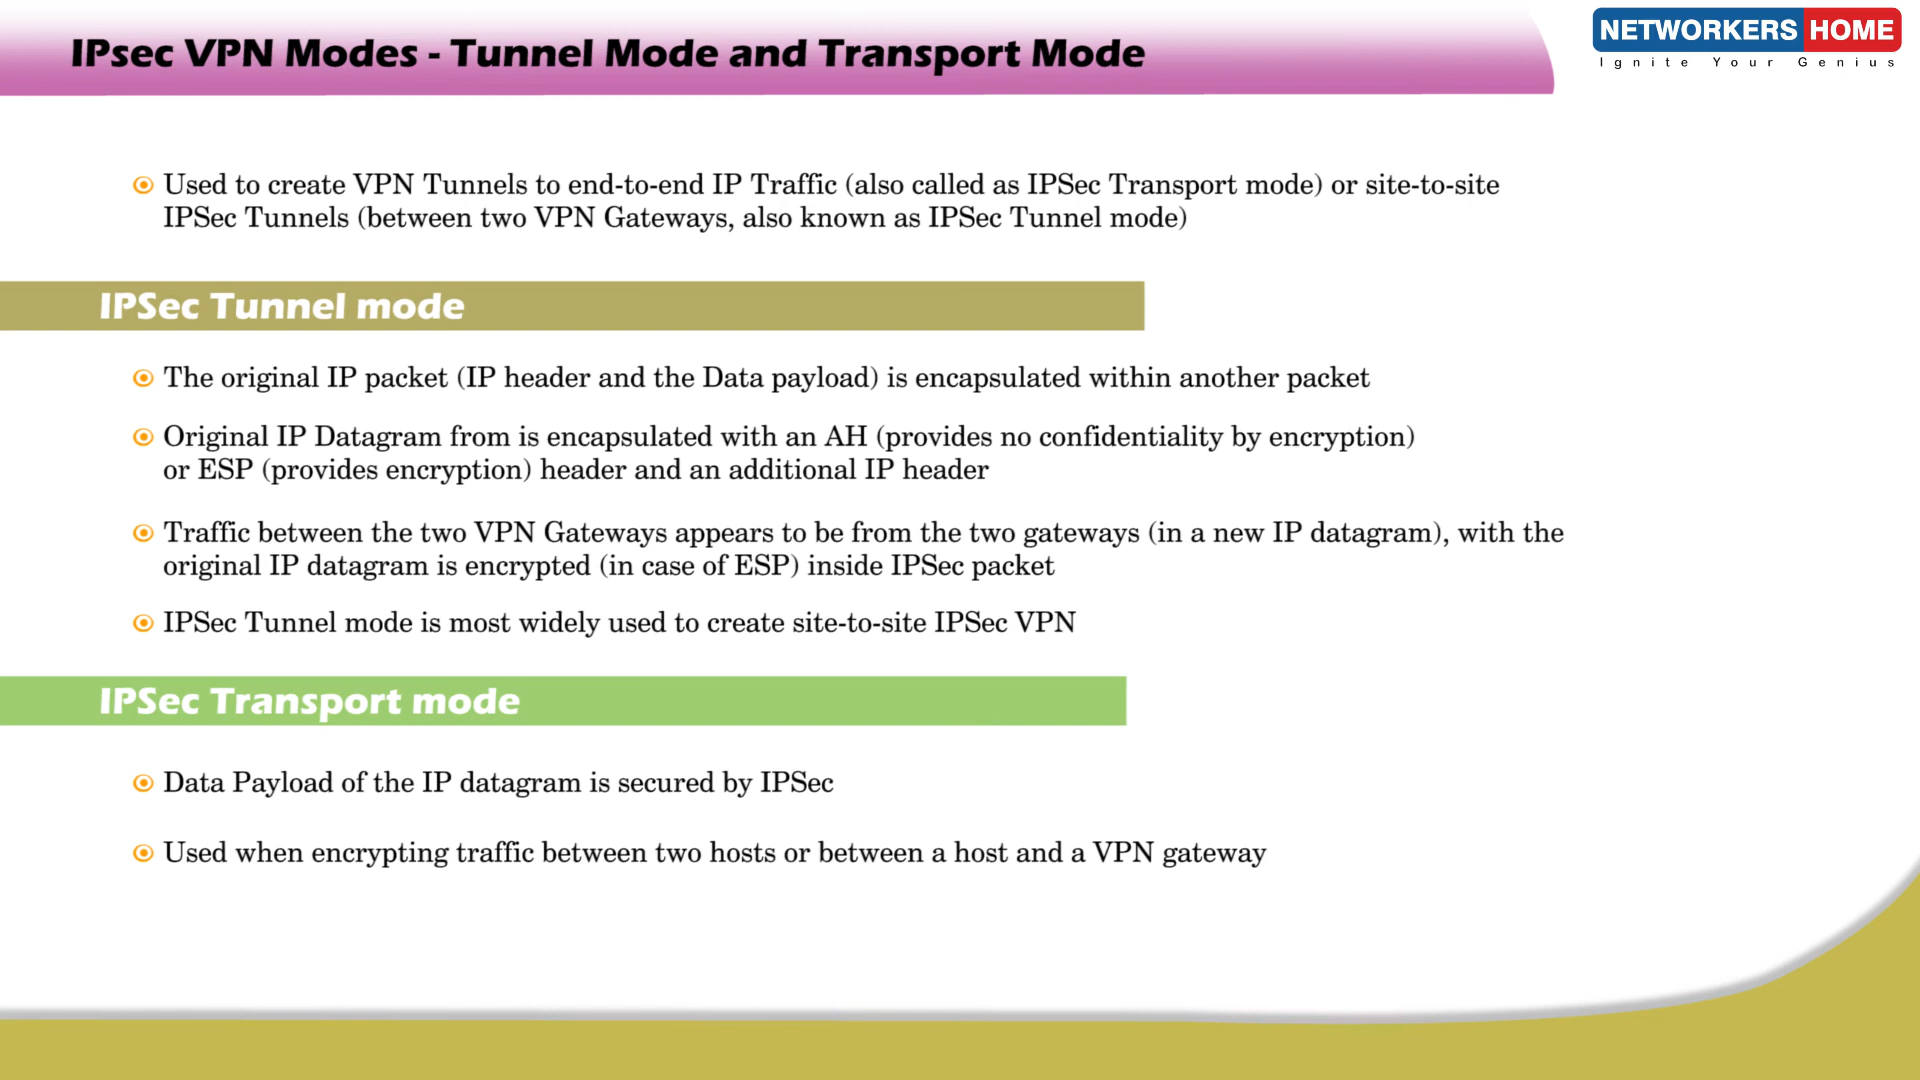 IPsec VPN Modes - Tunnel Mode and Transport Mode
NETWORKERS HOME
Ignite Your Genius
Used to create VPN Tunnels to end-to-end IP Traffic (also called as IPSec Transport mode) or site-to-site
IPSec Tunnels (between two VPN Gateways, also known as IPSec Tunnel mode)
IPSec Tunnel mode
The original IP packet (IP header and the Data payload) is encapsulated within another packet
Original IP Datagram from is encapsulated with an AH (provides no confidentiality by encryption)
or ESP (provides encryption) header and an additional IP header
Traffic between the two VPN Gateways appears to be from the two gateways (in a new IP datagram), with the
original IP datagram is encrypted (in case of ESP) inside IPSec packet
IPSec Tunnel mode is most widely used to create site-to-site IPSec VPN
IPSec Transport mode
Data Payload of the IP datagram is secured by IPSec
Used when encrypting traffic between two hosts or between a host and a VPN gateway